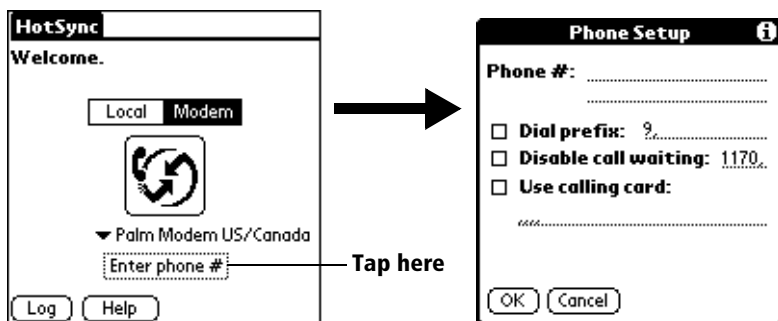 HotSync
Welcome.
Local Modem
Palm Modem US/Canada
Enter phone #
Log Help
Tap here
Phone Setup
Phone #:
Dial prefix: 9,
Disable call waiting: 1170,
Use calling card:
,,,,
OK Cancel